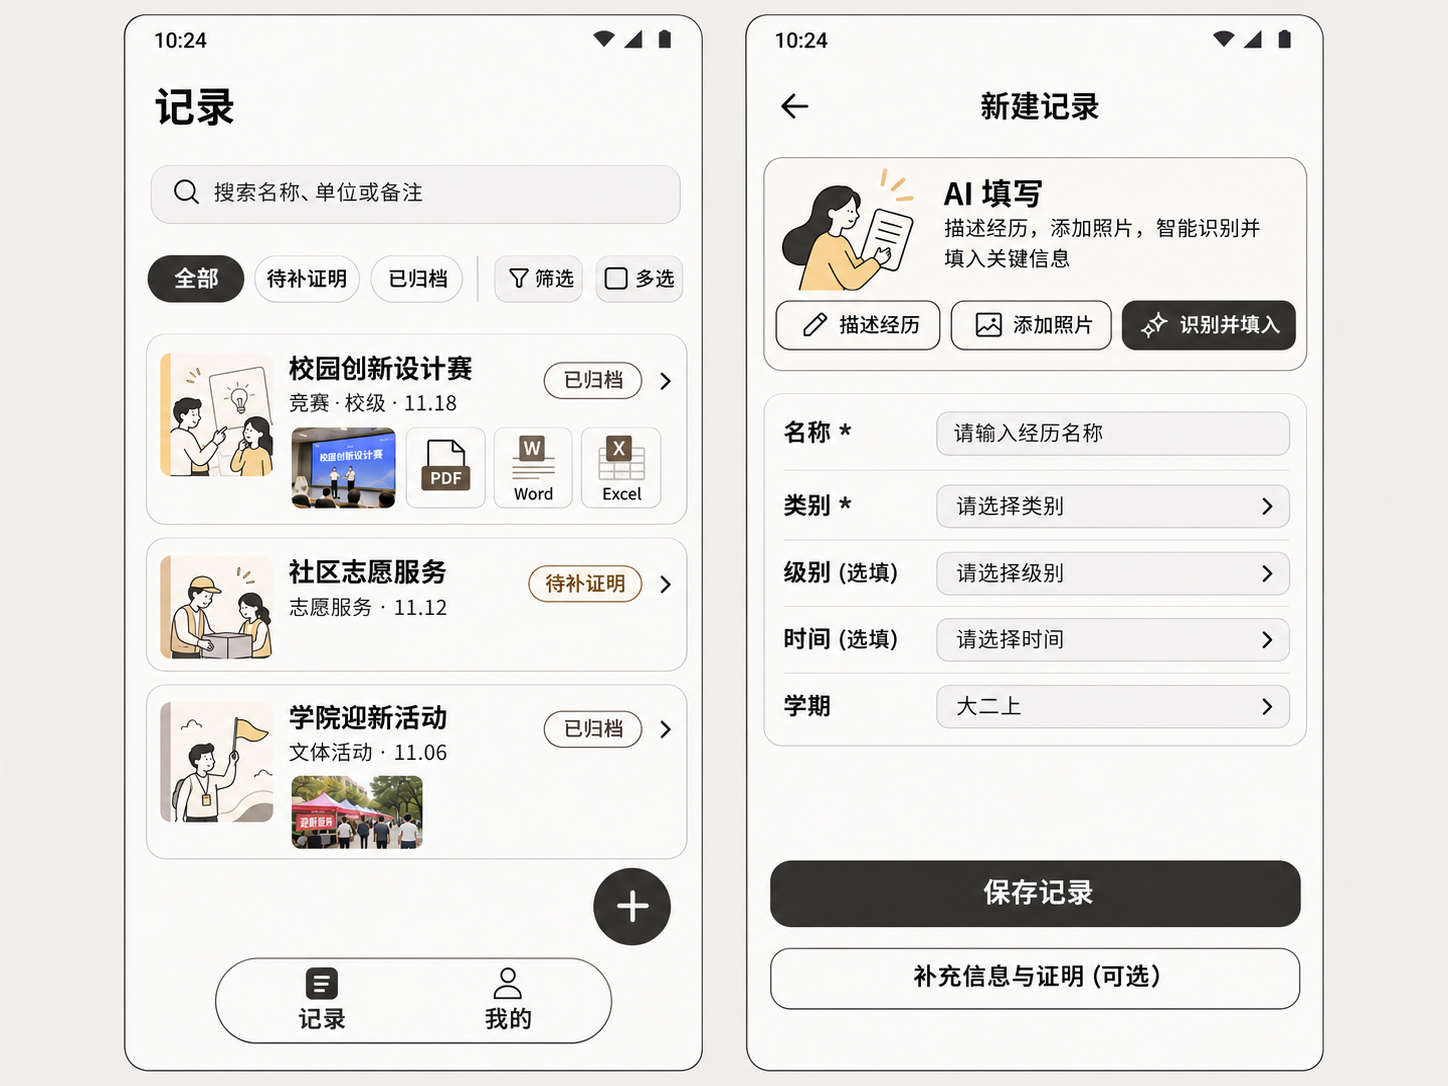 10:24
记录
搜索名称、单位或备注
全部
待补证明
已归档
筛选
多选
校园创新设计赛
已归档
竞赛 · 校级 · 11.18
校园创新设计赛
PDF
W
Word
X
Excel
社区志愿服务
待补证明
志愿服务 · 11.12
学院迎新活动
已归档
文体活动 · 11.06
记录
我的
10:24
新建记录
AI 填写
描述经历，添加照片，智能识别并
填入关键信息
描述经历
添加照片
识别并填入
名称 *
请输入经历名称
类别 *
请选择类别
级别 (选填)
请选择级别
时间 (选填)
请选择时间
学期
大二上
保存记录
补充信息与证明 (可选)